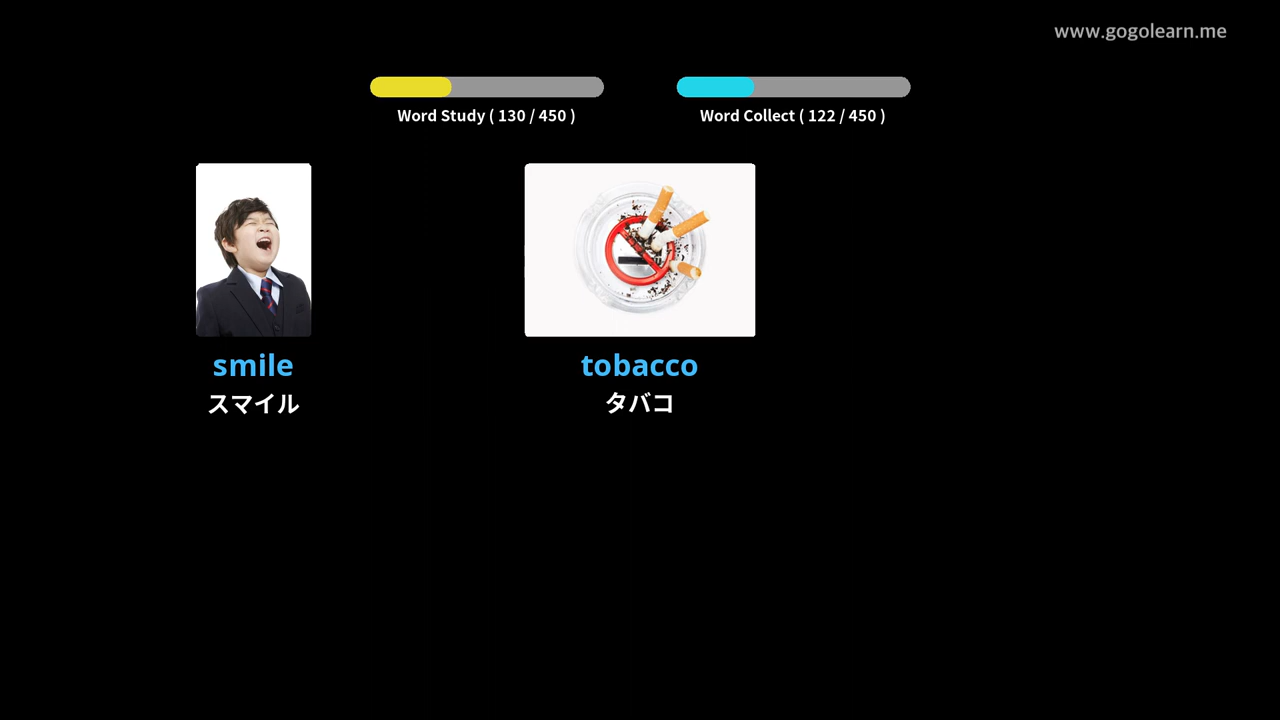 www.gogolearn.me
Word Study ( 130 / 450 )
Word Collect ( 122 / 450 )
smile
スマイル
tobacco
タバコ